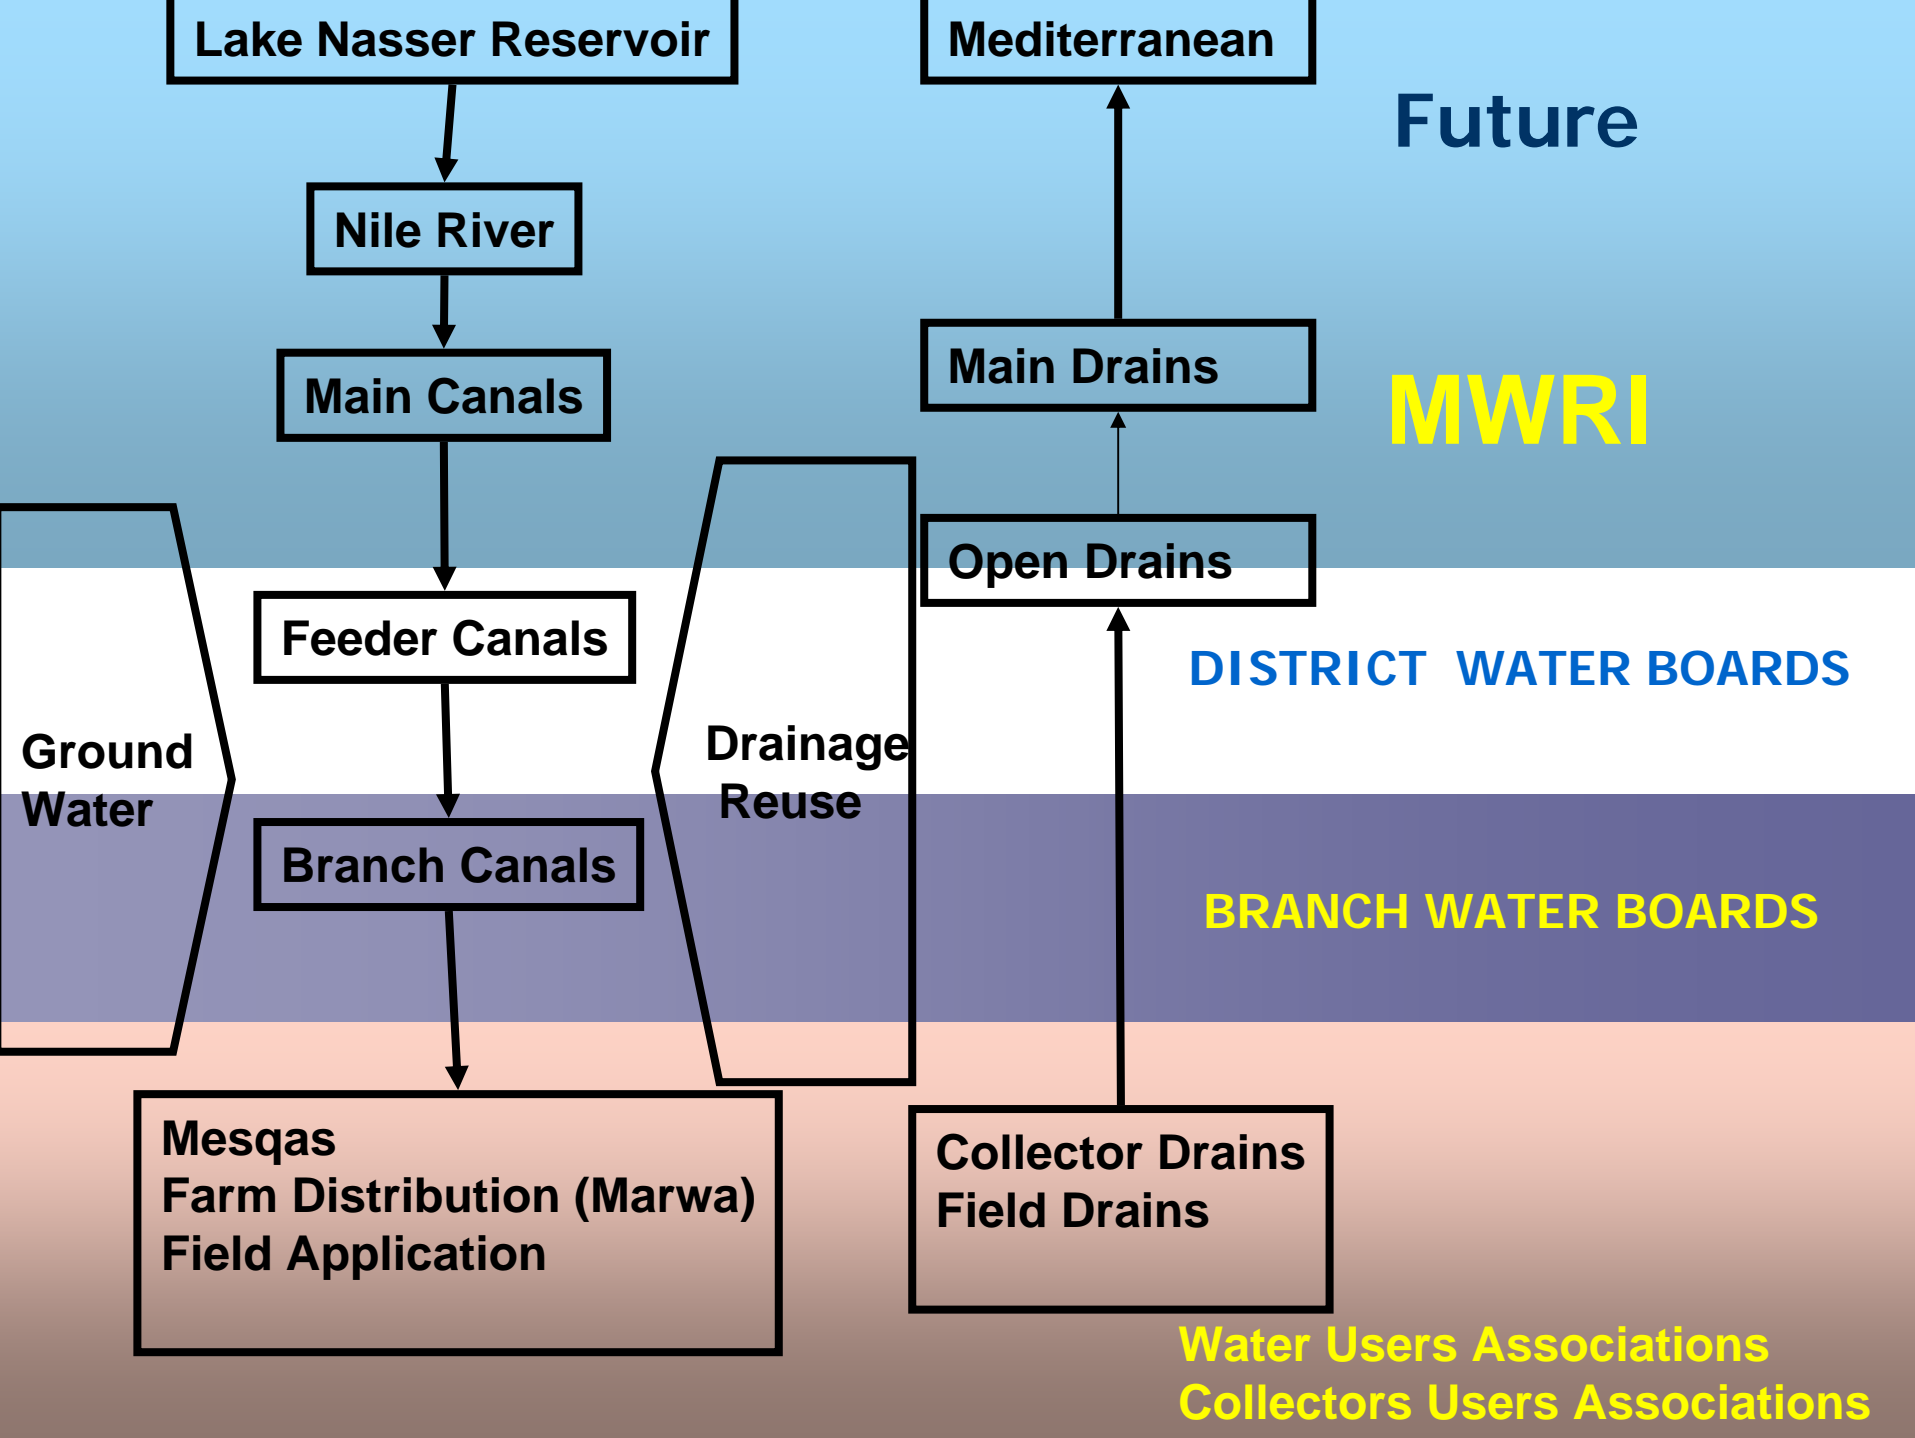 Lake Nasser Reservoir
Mediterranean
Future
Nile River
Main Canals
Main Drains
MWRI
Open Drains
Feeder Canals
DISTRICT WATER BOARDS
Ground
Water
Drainage
Reuse
Branch Canals
BRANCH WATER BOARDS
Mesqas
Farm Distribution (Marwa)
Field Application
Collector Drains
Field Drains
Water Users Associations
Collectors Users Associations